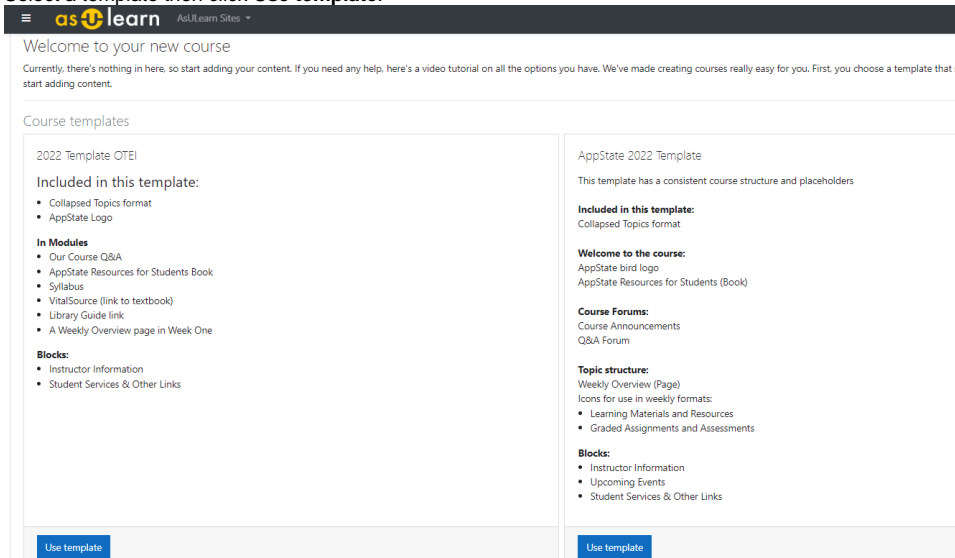 Select a template then click Use template.
asUlearn AsULearn Sites
Welcome to your new course
Currently, there's nothing in here, so start adding your content. If you need any help, here's a video tutorial on all the options you have. We've made creating courses really easy for you. First, you choose a template that
start adding content.
Course templates
2022 Template OTEI
Included in this template:
Collapsed Topics format
AppState Logo
In Modules
Our Course Q&A
AppState Resources for Students Book
Syllabus
VitalSource (link to textbook)
Library Guide link
A Weekly Overview page in Week One
Blocks:
Instructor Information
Student Services & Other Links
Use template
AppState 2022 Template
This template has a consistent course structure and placeholders
Included in this template:
Collapsed Topics format
Welcome to the course:
AppState bird logo
AppState Resources for Students (Book)
Course Forums:
Course Announcements
Q&A Forum
Topic structure:
Weekly Overview (Page)
Icons for use in weekly formats:
Learning Materials and Resources
Graded Assignments and Assessments
Blocks:
Instructor Information
Upcoming Events
Student Services & Other Links
Use template